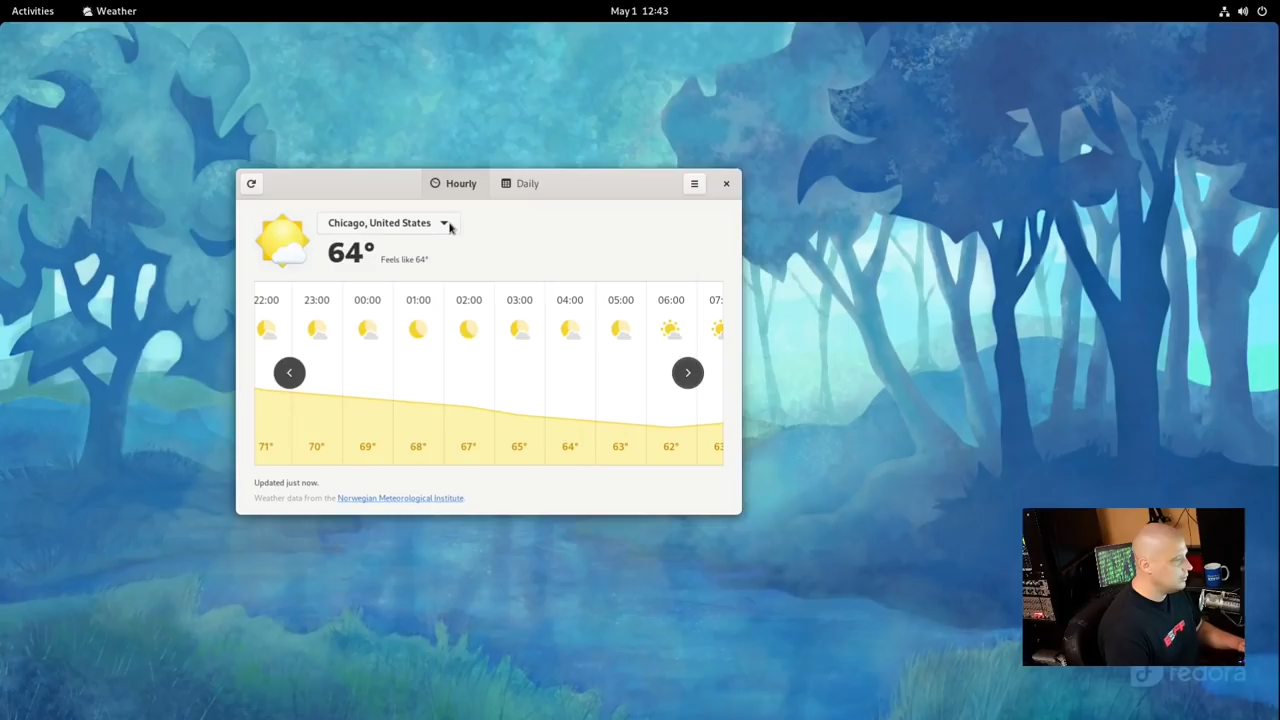 Activities Weather May 1 12:43
Hourly Daily
Chicago, United States
64° Feels like 64°
22:00 23:00 00:00 01:00 02:00 03:00 04:00 05:00 06:00 07:
71° 70° 69° 68° 67° 65° 64° 63° 62° 63
Updated just now.
Weather data from the Norwegian Meteorological Institute.
fedora